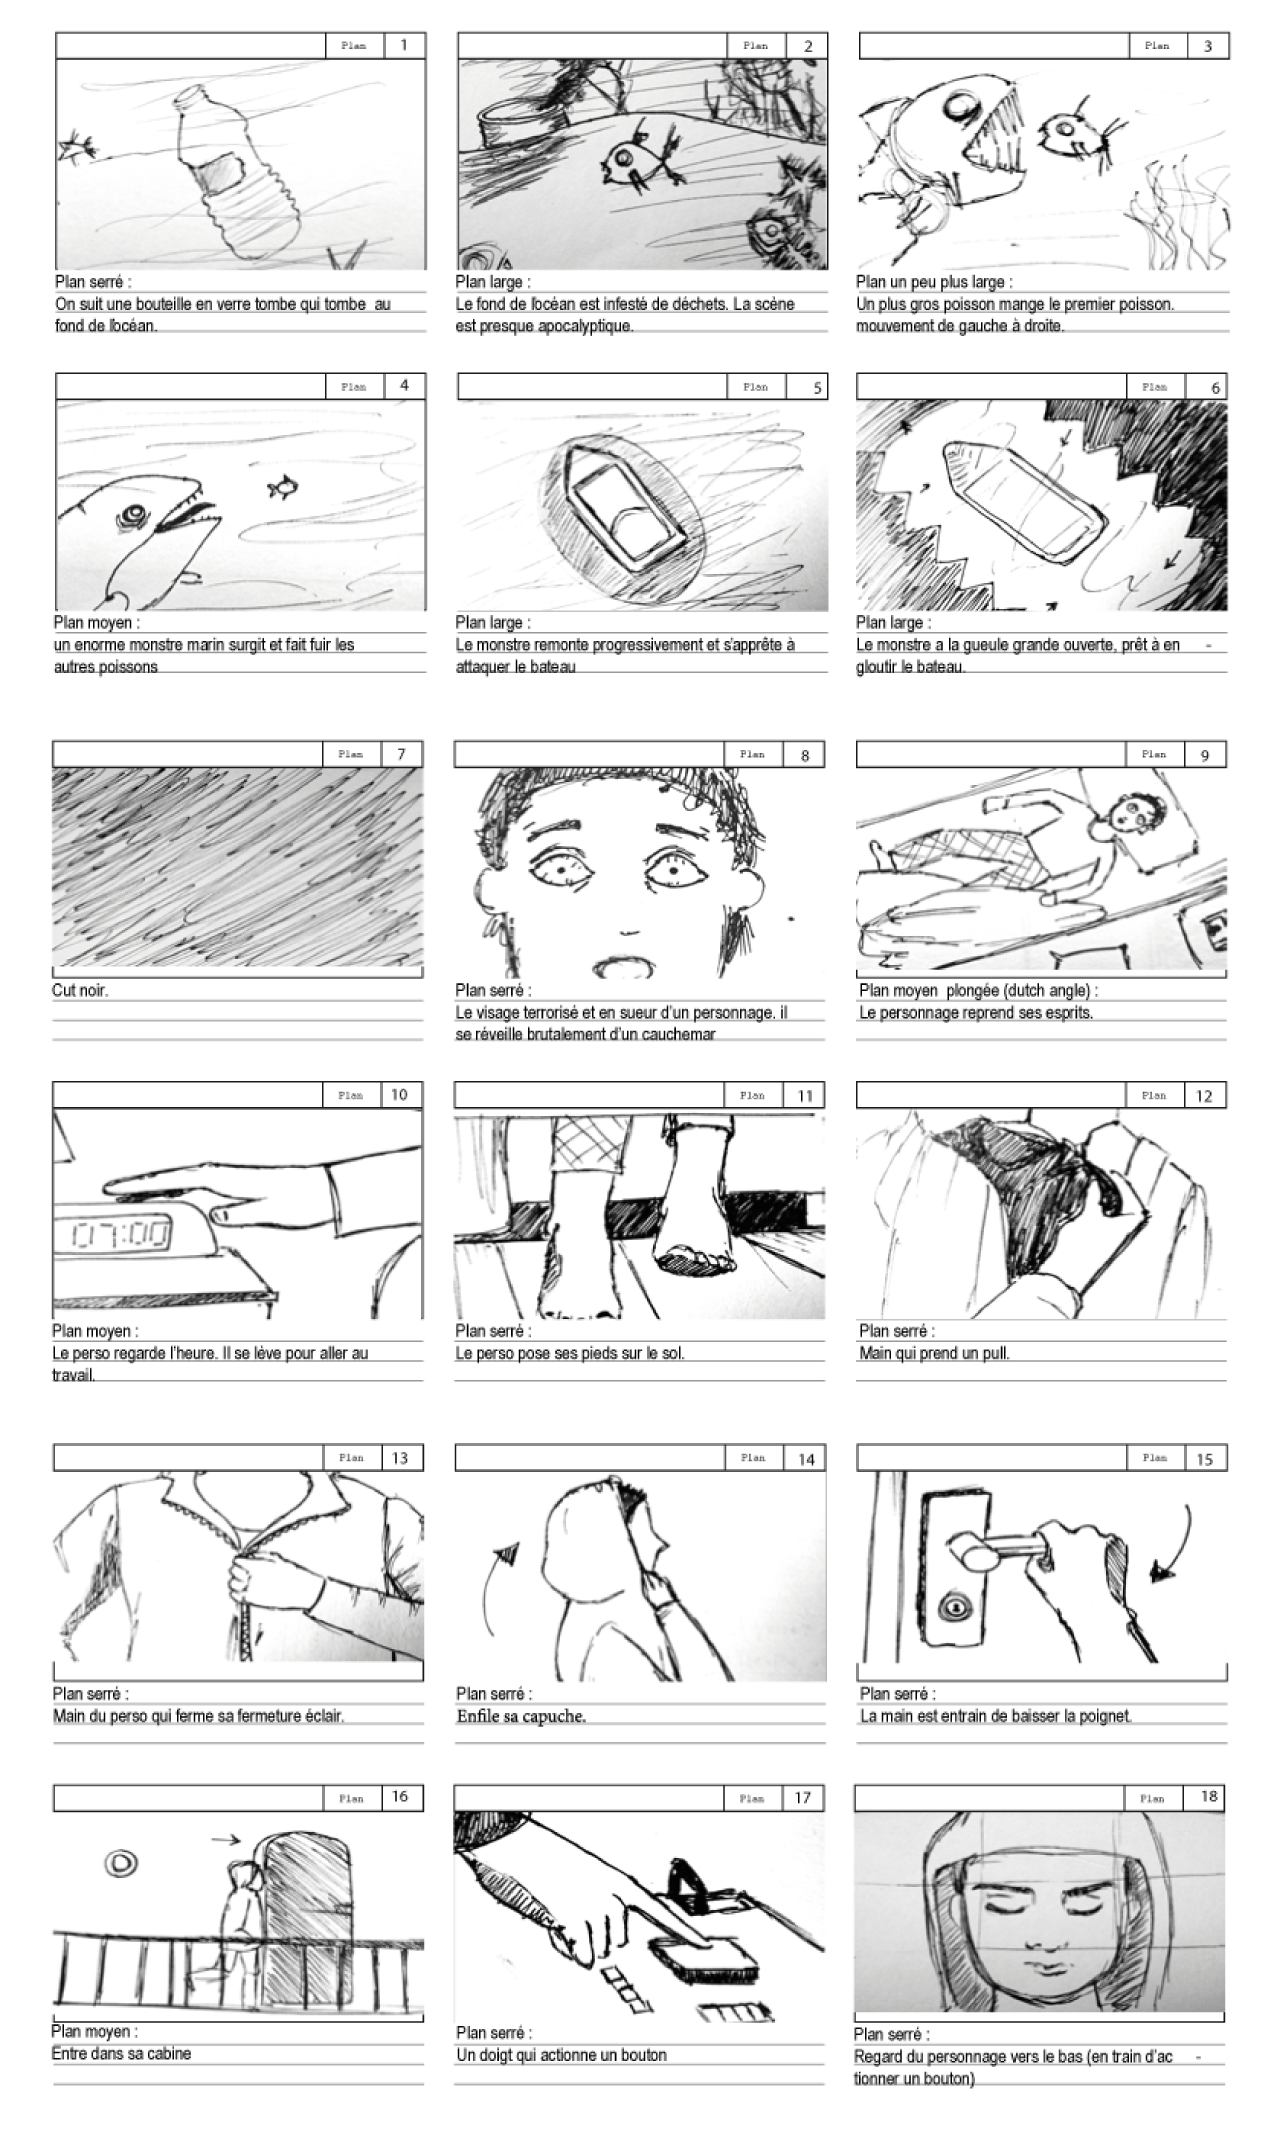 Plan 1
Plan serré :
On suit une bouteille en verre tombe qui tombe au
fond de l'océan.
Plan 2
Plan large :
Le fond de l'océan est infesté de déchets. La scène
est presque apocalyptique.
Plan 3
Plan un peu plus large :
Un plus gros poisson mange le premier poisson.
mouvement de gauche à droite.
Plan 4
Plan moyen :
un enorme monstre marin surgit et fait fuir les
autres poissons
Plan 5
Plan large :
Le monstre remonte progressivement et s'apprête à
attaquer le bateau
Plan 6
Plan large :
Le monstre a la gueule grande ouverte, prêt à en -
gloutir le bateau.
Plan 7
Cut noir.
Plan 8
Plan serré :
Le visage terrorisé et en sueur d'un personnage. il
se réveille brutalement d'un cauchemar
Plan 9
Plan moyen plongée (dutch angle) :
Le personnage reprend ses esprits.
Plan 10
07:00
Plan moyen :
Le perso regarde l'heure. Il se lève pour aller au
travail.
Plan 11
Plan serré :
Le perso pose ses pieds sur le sol.
Plan 12
Plan serré :
Main qui prend un pull.
Plan 13
Plan serré :
Main du perso qui ferme sa fermeture éclair.
Plan 14
Plan serré :
Enfile sa capuche.
Plan 15
Plan serré :
La main est entrain de baisser la poignet.
Plan 16
Plan moyen :
Entre dans sa cabine
Plan 17
Plan serré :
Un doigt qui actionne un bouton
Plan 18
Plan serré :
Regard du personnage vers le bas (en train d'ac -
tionner un bouton)